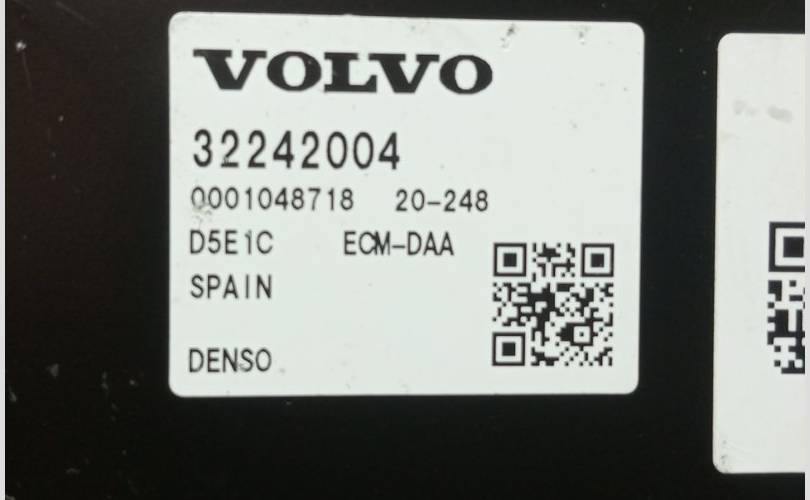 VOLVO
32242004
0001048718 20-248
D5E1C ECM-DAA
SPAIN
DENSO